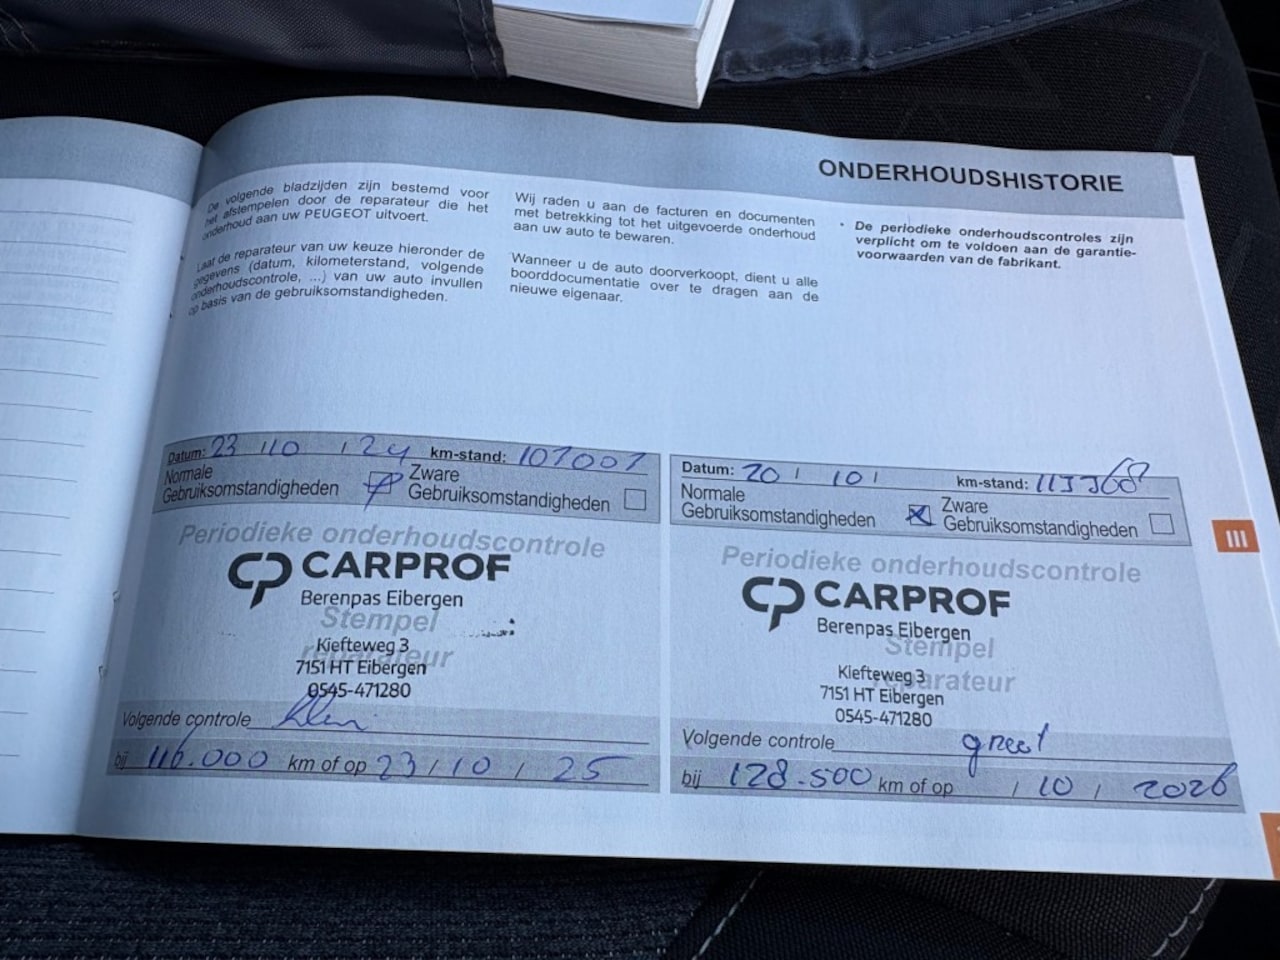 ONDERHOUDSHISTORIE
De volgende bladzijden zijn bestemd voor
het afstempelen door de reparateur die het
onderhoud aan uw PEUGEOT uitvoert.
Laat de reparateur van uw keuze hieronder de
gegevens (datum, kilometerstand, volgende
onderhoudscontrole, ...) van uw auto invullen
op basis van de gebruiksomstandigheden.
Wij raden u aan de facturen en documenten
met betrekking tot het uitgevoerde onderhoud
aan uw auto te bewaren.
Wanneer u de auto doorverkoopt, dient u alle
boorddocumentatie over te dragen aan de
nieuwe eigenaar.
• De periodieke onderhoudscontroles zijn
verplicht om te voldoen aan de garantie-
voorwaarden van de fabrikant.
Datum: 23 / 10 / 24 km-stand: 107007
Normale
Gebruiksomstandigheden
Zware
Gebruiksomstandigheden
Periodieke onderhoudscontrole
CP CARPROF
Berenpas Eibergen
Stempel
Kiefteweg 3
reparateur
7151 HT Eibergen
0545-471280
Volgende controle klein
bij 116.000 km of op 23 / 10 / 25
Datum: 20 / 10 / km-stand:
Normale
Gebruiksomstandigheden
Zware
Gebruiksomstandigheden
Periodieke onderhoudscontrole
CP CARPROF
Berenpas Eibergen
Stempel
Kiefteweg 3
reparateur
7151 HT Eibergen
0545-471280
Volgende controle groot
bij 128.500 km of op / 10 / 2026
III